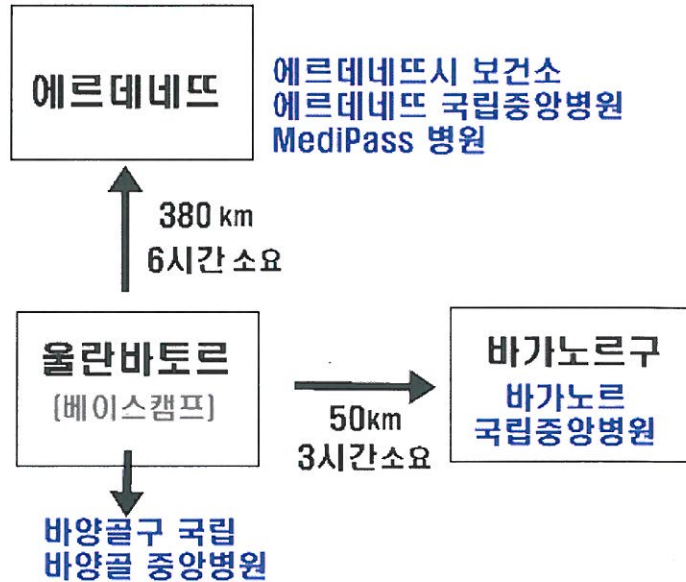 에르데네뜨
에르데네뜨시 보건소
에르데네뜨 국립중앙병원
MediPass 병원
380 km
6시간 소요
울란바토르
(베이스캠프)
50km
3시간소요
바가노르구
바가노르
국립중앙병원
바양골구 국립
바양골 중앙병원